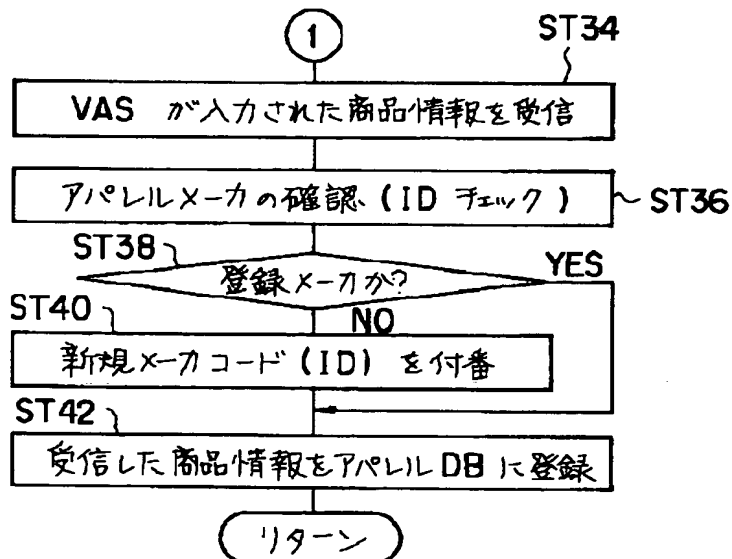 1
ST34
VAS が入力された商品情報を受信
アパレルメーカの確認(IDチェック)
ST36
ST38
登録メーカか?
YES
ST40
NO
新規メーカコード(ID)を付番
ST42
受信した商品情報をアパレルDBに登録
リターン